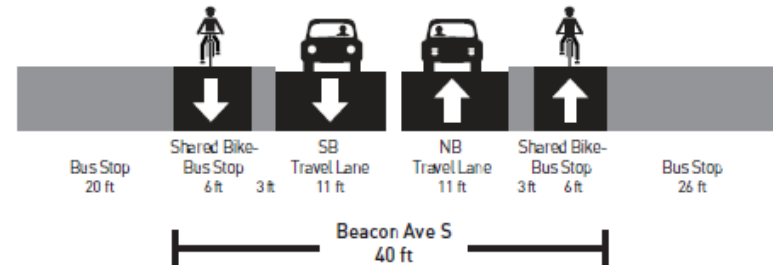 Bus Stop
20 ft
Shared Bike-
Bus Stop
6 ft
3 ft
SB
Travel Lane
11 ft
NB
Travel Lane
11 ft
Shared Bike-
Bus Stop
3 ft
6 ft
Bus Stop
26 ft
Beacon Ave S
40 ft